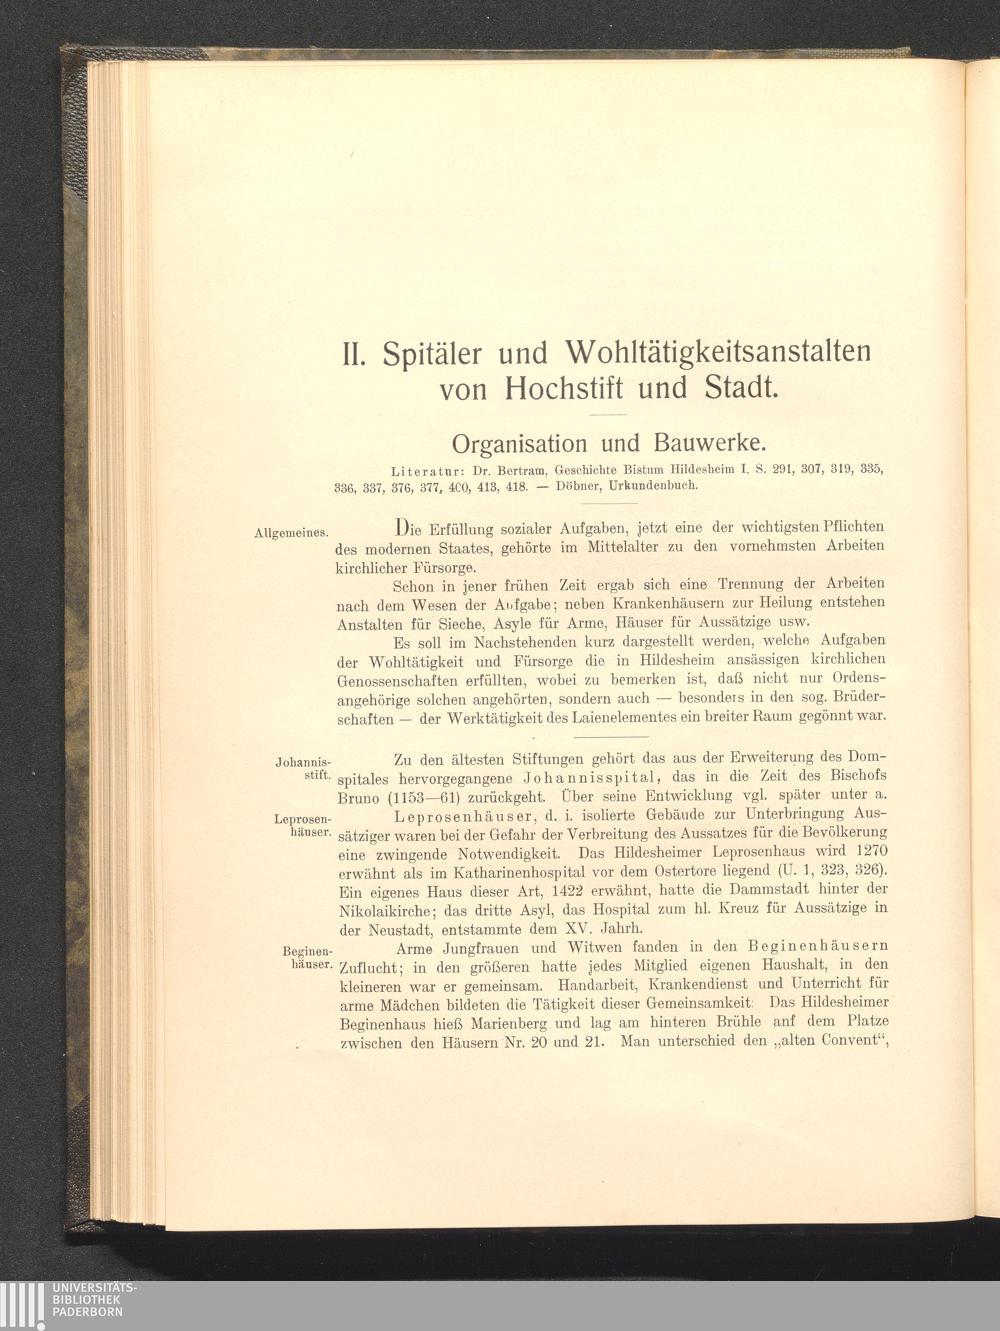 II. Spitäler und Wohltätigkeitsanstalten
von Hochstift und Stadt.
Organisation und Bauwerke.
Literatur: Dr. Bertram, Geschichte Bistum Hildesheim I. S. 291, 307, 319, 335,
336, 337, 376, 377, 400, 413, 418. — Döbner, Urkundenbuch.
Allgemeines.
Die Erfüllung sozialer Aufgaben, jetzt eine der wichtigsten Pflichten
des modernen Staates, gehörte im Mittelalter zu den vornehmsten Arbeiten
kirchlicher Fürsorge.
Schon in jener frühen Zeit ergab sich eine Trennung der Arbeiten
nach dem Wesen der Aufgabe; neben Krankenhäusern zur Heilung entstehen
Anstalten für Sieche, Asyle für Arme, Häuser für Aussätzige usw.
Es soll im Nachstehenden kurz dargestellt werden, welche Aufgaben
der Wohltätigkeit und Fürsorge die in Hildesheim ansässigen kirchlichen
Genossenschaften erfüllten, wobei zu bemerken ist, daß nicht nur Ordens-
angehörige solchen angehörten, sondern auch — besonders in den sog. Brüder-
schaften — der Werktätigkeit des Laienelementes ein breiter Raum gegönnt war.
Johannis-
stift.
Zu den ältesten Stiftungen gehört das aus der Erweiterung des Dom-
spitales hervorgegangene Johannisspital, das in die Zeit des Bischofs
Bruno (1153—61) zurückgeht. Über seine Entwicklung vgl. später unter a.
Leprosen-
häuser.
Leprosenhäuser, d. i. isolierte Gebäude zur Unterbringung Aus-
sätziger waren bei der Gefahr der Verbreitung des Aussatzes für die Bevölkerung
eine zwingende Notwendigkeit. Das Hildesheimer Leprosenhaus wird 1270
erwähnt als im Katharinenhospital vor dem Ostertore liegend (U. 1, 323, 326).
Ein eigenes Haus dieser Art, 1422 erwähnt, hatte die Dammstadt hinter der
Nikolaikirche; das dritte Asyl, das Hospital zum hl. Kreuz für Aussätzige in
der Neustadt, entstammte dem XV. Jahrh.
Beginen-
häuser.
Arme Jungfrauen und Witwen fanden in den Beginenhäusern
Zuflucht; in den größeren hatte jedes Mitglied eigenen Haushalt, in den
kleineren war er gemeinsam. Handarbeit, Krankendienst und Unterricht für
arme Mädchen bildeten die Tätigkeit dieser Gemeinsamkeit: Das Hildesheimer
Beginenhaus hieß Marienberg und lag am hinteren Brühle anf dem Platze
zwischen den Häusern Nr. 20 und 21. Man unterschied den „alten Convent“,
UNIVERSITÄTS-
BIBLIOTHEK
PADERBORN